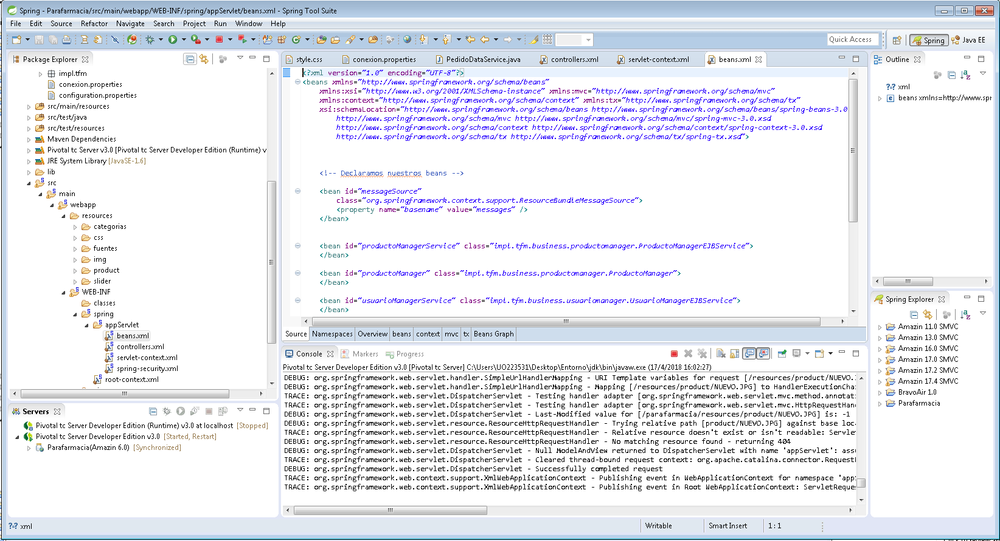 Spring - Parafarmacia/src/main/webapp/WEB-INF/spring/appServlet/beans.xml - Spring Tool Suite
File Edit Source Refactor Navigate Search Project Run Window Help
Quick Access
Spring
Java EE
Package Explorer
impl.tfm
conexion.properties
configuration.properties
src/main/resources
src/test/java
src/test/resources
Maven Dependencies
Pivotal tc Server v3.0 [Pivotal tc Server Developer Edition (Runtime) v
JRE System Library [JavaSE-1.6]
lib
src
main
webapp
resources
categorias
css
fuentes
img
product
slider
WEB-INF
classes
spring
appServlet
beans.xml
controllers.xml
servlet-context.xml
spring-security.xml
root-context.xml
Servers
Pivotal tc Server Developer Edition (Runtime) v3.0 at localhost [Stopped]
Pivotal tc Server Developer Edition v3.0 [Started, Restart]
Parafarmacia(Amazin 6.0) [Synchronized]
style.css conexion.properties PedidoDataService.java controllers.xml servlet-context.xml beans.xml
<?xml version="1.0" encoding="UTF-8"?>
<beans xmlns="http://www.springframework.org/schema/beans"
xmlns:xsi="http://www.w3.org/2001/XMLSchema-instance" xmlns:mvc="http://www.springframework.org/schema/mvc"
xmlns:context="http://www.springframework.org/schema/context" xmlns:tx="http://www.springframework.org/schema/tx"
xsi:schemaLocation="http://www.springframework.org/schema/beans http://www.springframework.org/schema/beans/spring-beans-3.0
http://www.springframework.org/schema/mvc http://www.springframework.org/schema/mvc/spring-mvc-3.0.xsd
http://www.springframework.org/schema/context http://www.springframework.org/schema/context/spring-context-3.0.xsd
http://www.springframework.org/schema/tx http://www.springframework.org/schema/tx/spring-tx.xsd">
<!-- Declaramos nuestros beans -->
<bean id="messageSource"
class="org.springframework.context.support.ResourceBundleMessageSource">
<property name="basename" value="messages" />
</bean>
<bean id="productoManagerService" class="impl.tfm.business.productomanager.ProductoManagerEJBService">
</bean>
<bean id="productoManager" class="impl.tfm.business.productomanager.ProductoManager">
</bean>
<bean id="usuarioManagerService" class="impl.tfm.business.usuariomanager.UsuarioManagerEJBService">
</bean>
Source Namespaces Overview beans context mvc tx Beans Graph
Console Markers Progress
Pivotal tc Server Developer Edition v3.0 [Pivotal tc Server] C:\Users\UO223531\Desktop\Entorno\jdk\bin\javaw.exe (17/4/2018 16:02:27)
DEBUG: org.springframework.web.servlet.handler.SimpleUrlHandlerMapping - URI Template variables for request [/resources/product/NUEVO.
DEBUG: org.springframework.web.servlet.handler.SimpleUrlHandlerMapping - Mapping [/resources/product/NUEVO.JPG] to HandlerExecutionChai
TRACE: org.springframework.web.servlet.DispatcherServlet - Testing handler adapter [org.springframework.web.servlet.mvc.method.annotati
TRACE: org.springframework.web.servlet.DispatcherServlet - Testing handler adapter [org.springframework.web.servlet.mvc.HttpRequestHan
DEBUG: org.springframework.web.servlet.DispatcherServlet - Last-Modified value for [/parafarmacia/resources/product/NUEVO.JPG] is: -1
DEBUG: org.springframework.web.servlet.resource.ResourceHttpRequestHandler - Trying relative path [product/NUEVO.JPG] against base loc
TRACE: org.springframework.web.servlet.resource.ResourceHttpRequestHandler - Relative resource doesn't exist or isn't readable: Servle
DEBUG: org.springframework.web.servlet.resource.ResourceHttpRequestHandler - No matching resource found - returning 404
DEBUG: org.springframework.web.servlet.DispatcherServlet - Null ModelAndView returned to DispatcherServlet with name 'appServlet': ass
TRACE: org.springframework.web.servlet.DispatcherServlet - Cleared thread-bound request context: org.apache.catalina.connector.Request
DEBUG: org.springframework.web.servlet.DispatcherServlet - Successfully completed request
TRACE: org.springframework.web.context.support.XmlWebApplicationContext - Publishing event in WebApplicationContext for namespace 'app
TRACE: org.springframework.web.context.support.XmlWebApplicationContext - Publishing event in Root WebApplicationContext: ServletReque
Outline
xml
beans xmlns=http://www.spr
Spring Explorer
Amazin 11.0 SMVC
Amazin 13.0 SMVC
Amazin 16.0 SMVC
Amazin 17.0 SMVC
Amazin 17.2 SMVC
Amazin 17.4 SMVC
BravoAir 1.0
Parafarmacia
xml
Writable
Smart Insert
1 : 1